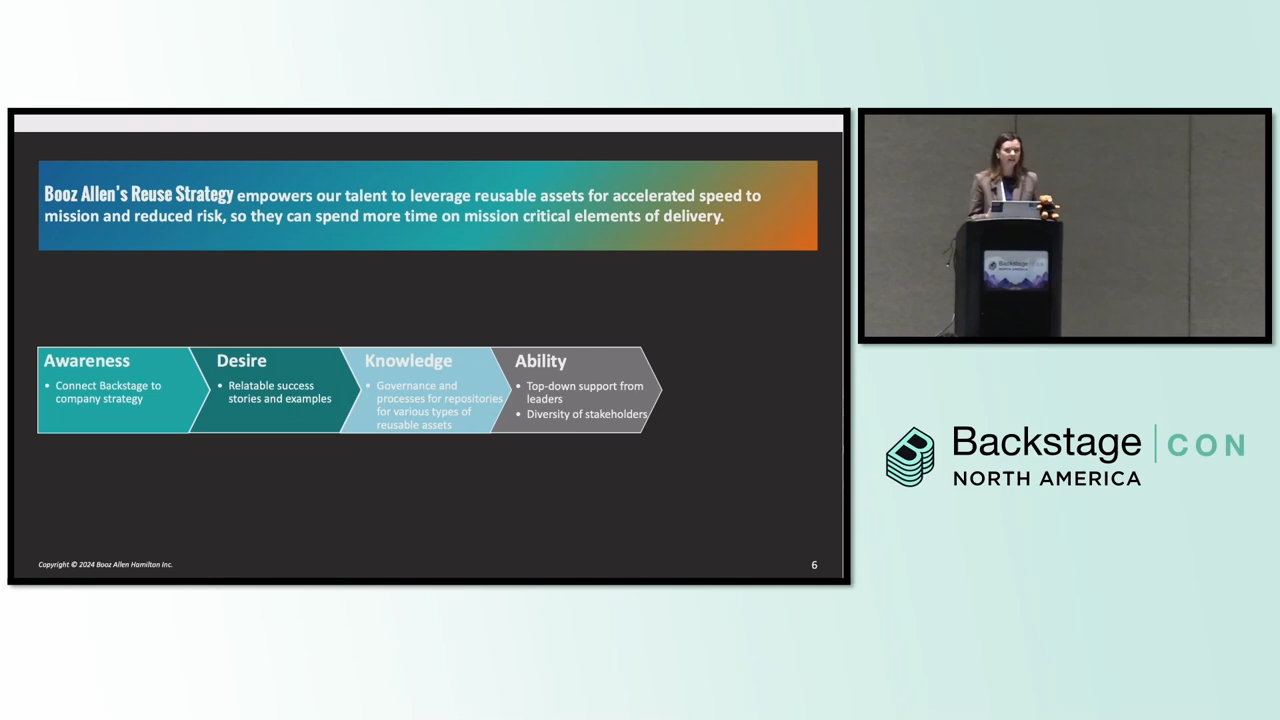 Booz Allen's Reuse Strategy empowers our talent to leverage reusable assets for accelerated speed to
mission and reduced risk, so they can spend more time on mission critical elements of delivery.
Awareness
• Connect Backstage to
company strategy
Desire
• Relatable success
stories and examples
Knowledge
• Governance and
processes for repositories
for various types of
reusable assets
Ability
• Top-down support from
leaders
• Diversity of stakeholders
Copyright © 2024 Booz Allen Hamilton Inc.
6
Backstage
NORTH AMERICA
Backstage | CON
NORTH AMERICA